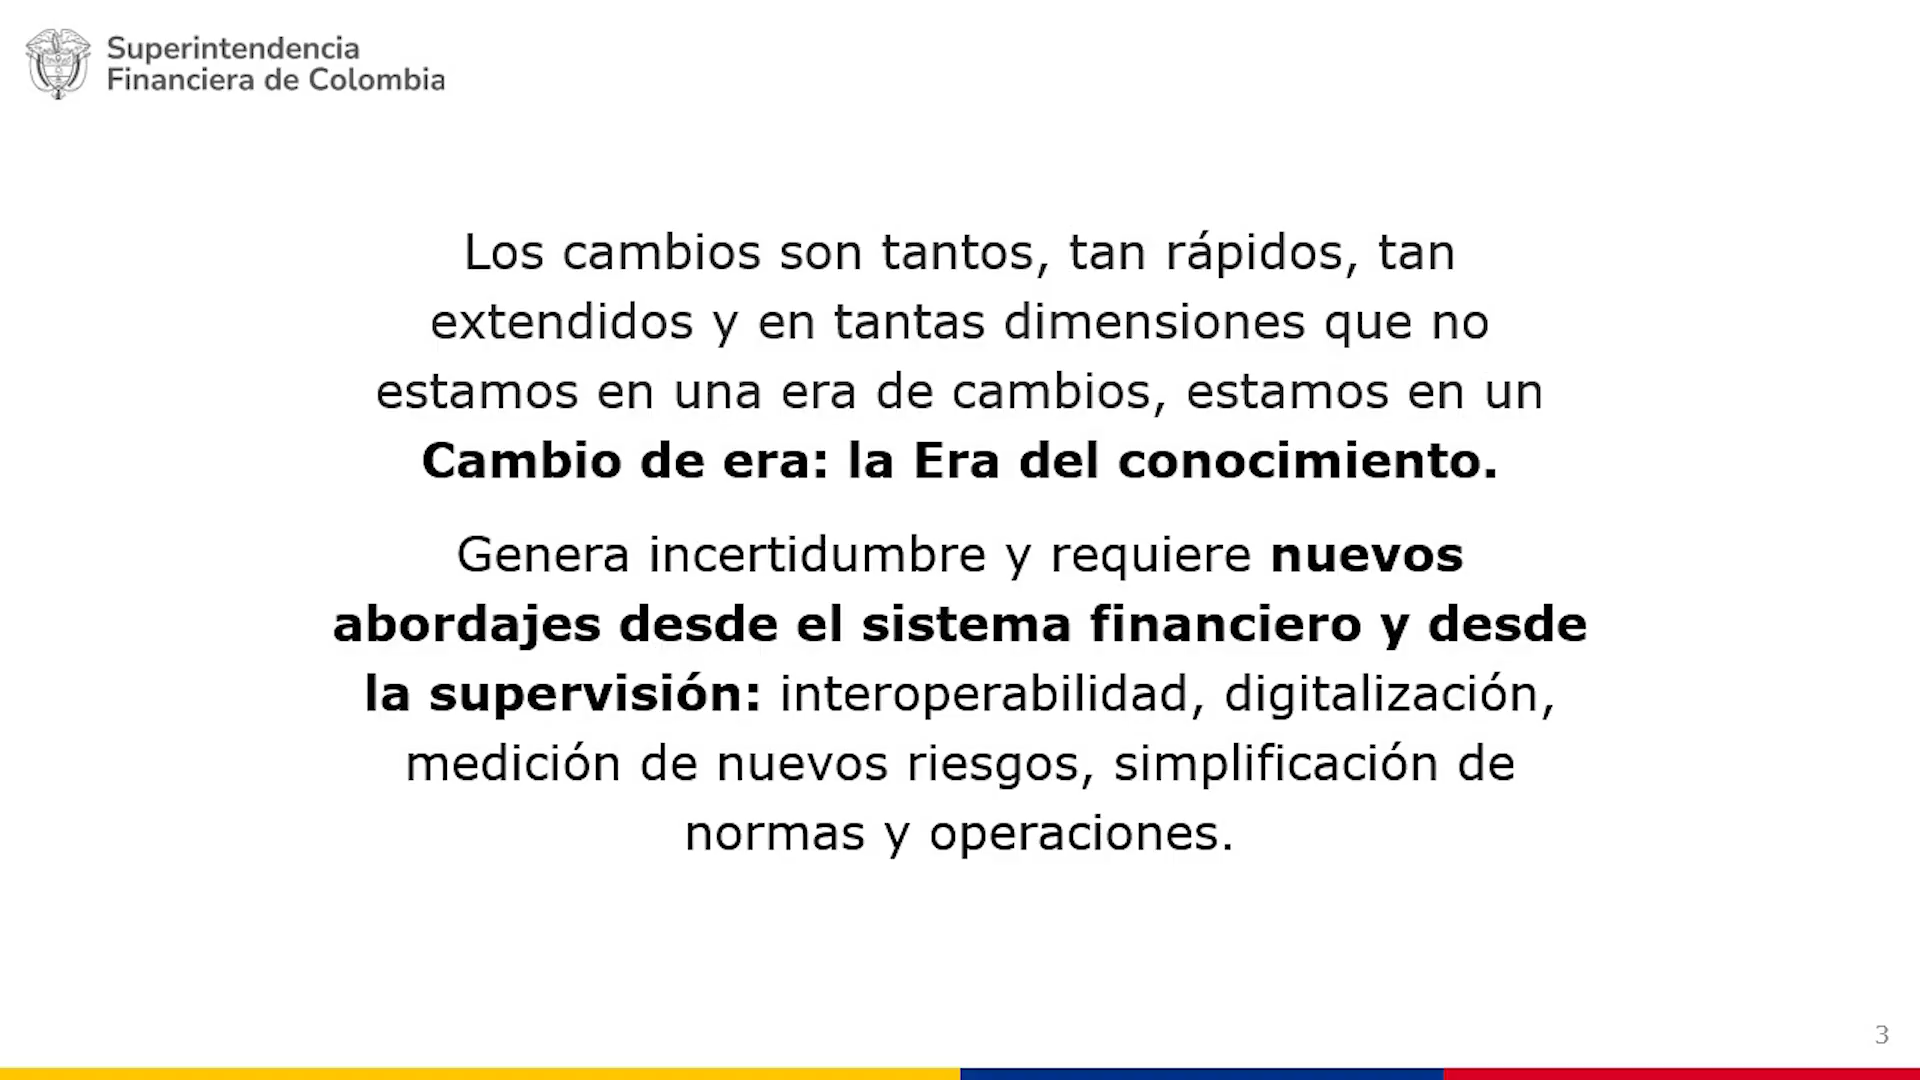 Superintendencia
Financiera de Colombia
Los cambios son tantos, tan rápidos, tan
extendidos y en tantas dimensiones que no
estamos en una era de cambios, estamos en un
Cambio de era: la Era del conocimiento.
Genera incertidumbre y requiere nuevos
abordajes desde el sistema financiero y desde
la supervisión: interoperabilidad, digitalización,
medición de nuevos riesgos, simplificación de
normas y operaciones.
3